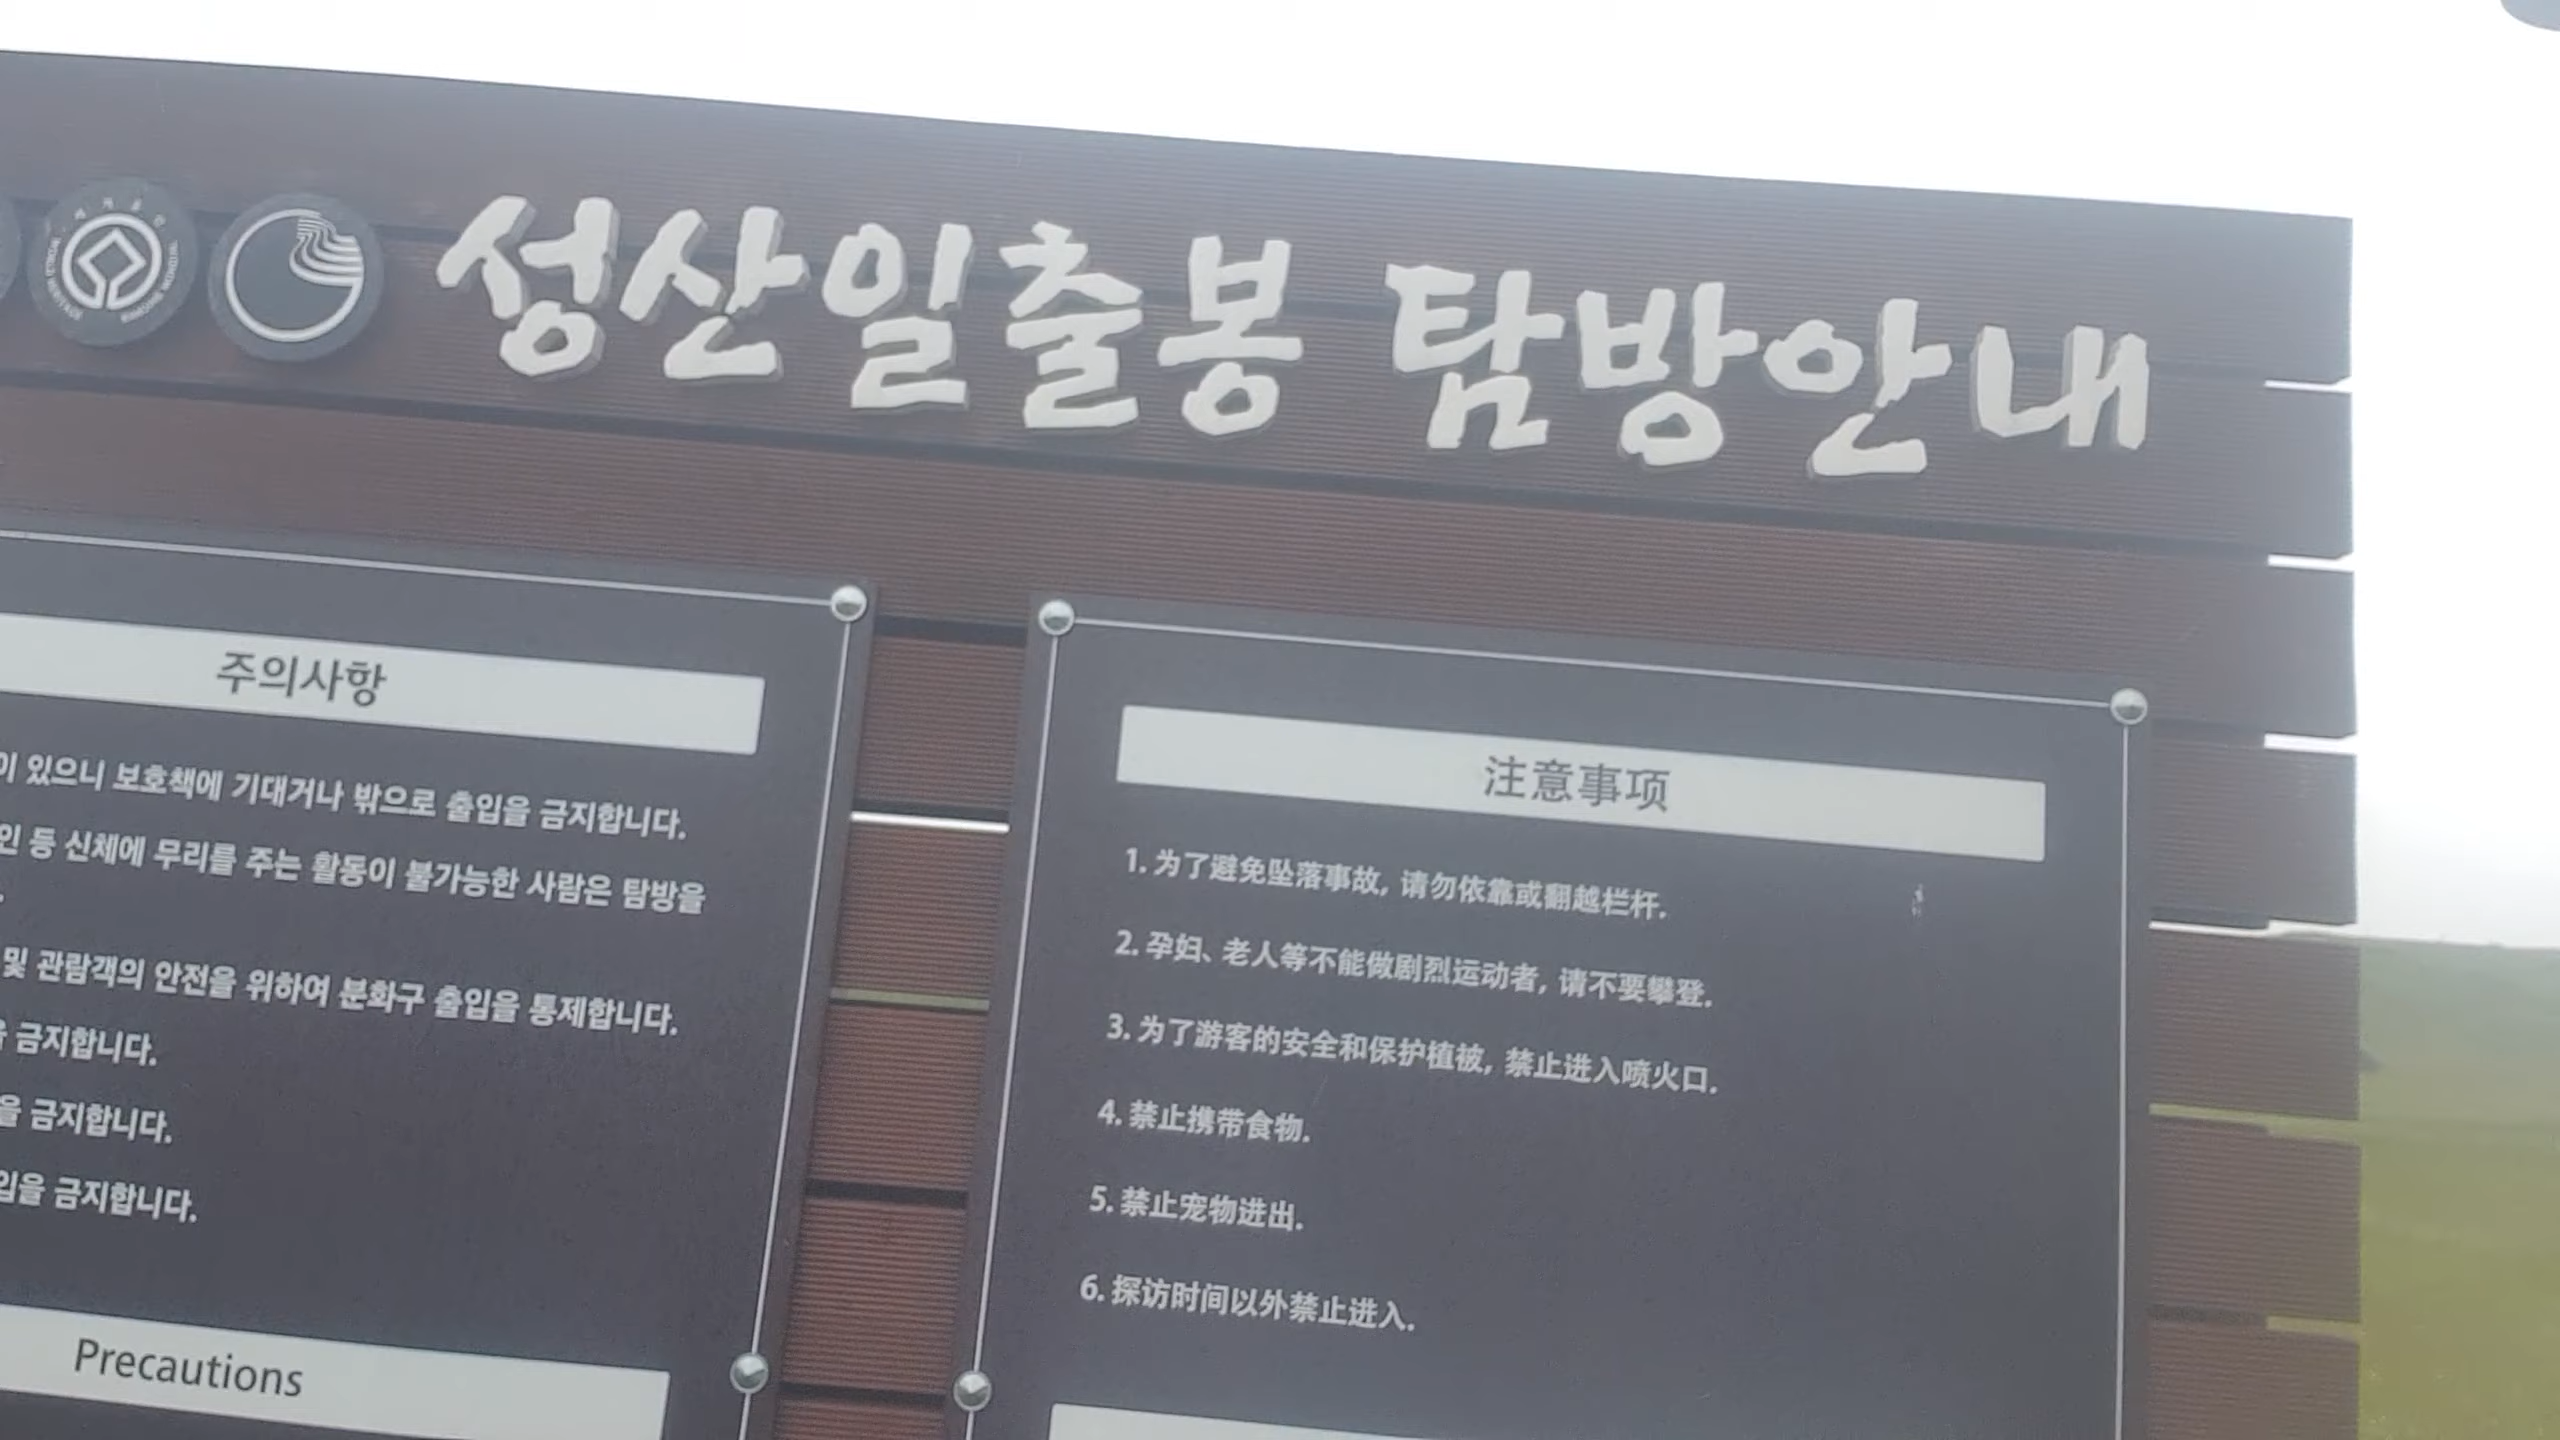 성산일출봉 탐방안내
주의사항
이 있으니 보호책에 기대거나 밖으로 출입을 금지합니다.
인 등 신체에 무리를 주는 활동이 불가능한 사람은 탐방을
및 관람객의 안전을 위하여 분화구 출입을 통제합니다.
금지합니다.
을 금지합니다.
입을 금지합니다.
Precautions
注意事项
1. 为了避免坠落事故, 请勿依靠或翻越栏杆.
2. 孕妇、老人等不能做剧烈运动者, 请不要攀登.
3. 为了游客的安全和保护植被, 禁止进入喷火口.
4. 禁止携带食物.
5. 禁止宠物进出.
6. 探访时间以外禁止进入.